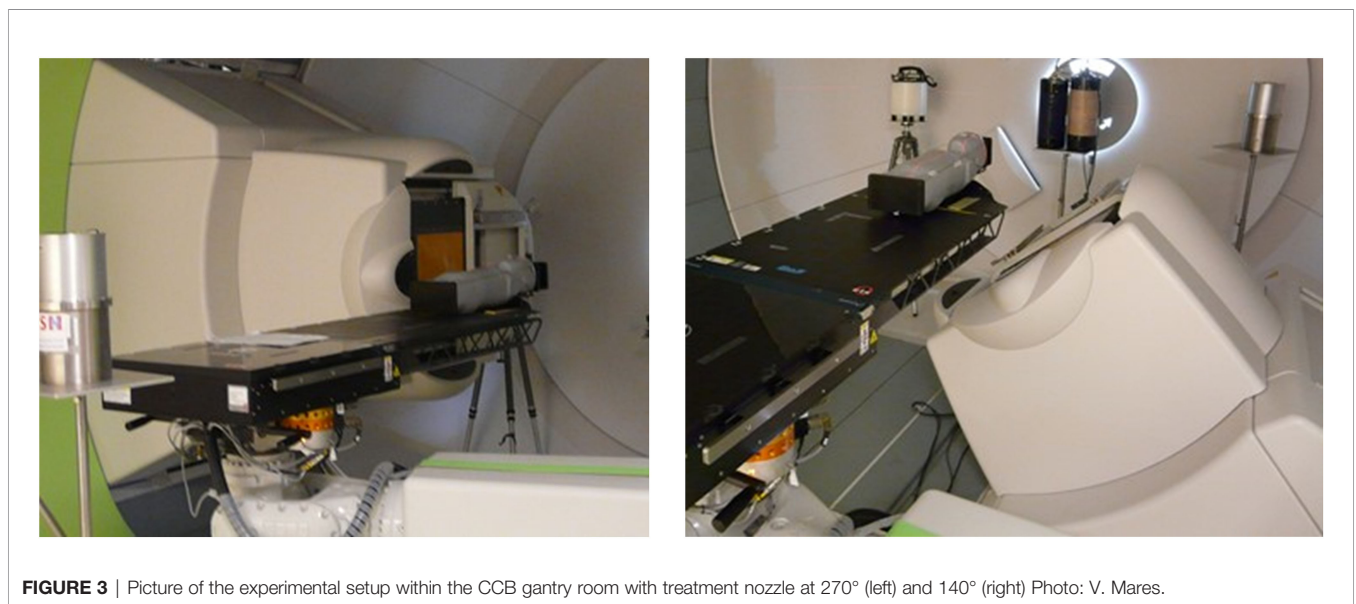 FIGURE 3 | Picture of the experimental setup within the CCB gantry room with treatment nozzle at 270° (left) and 140° (right) Photo: V. Mares.